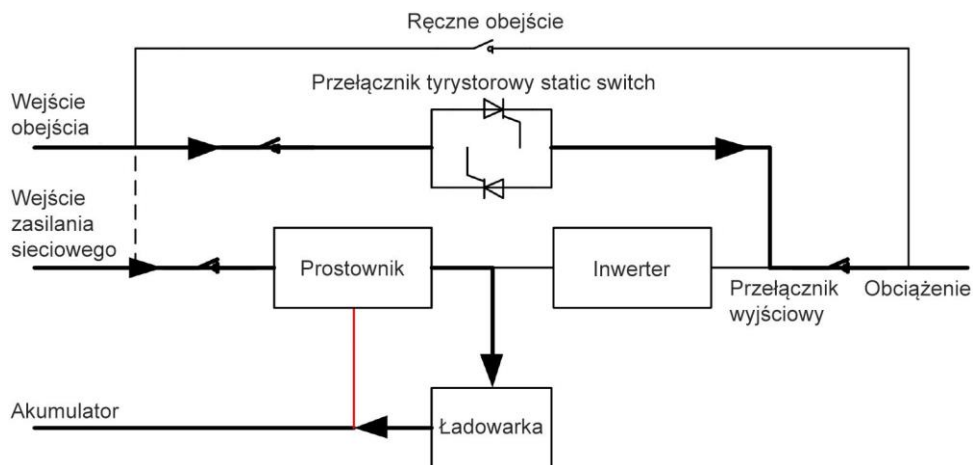 Ręczne obejście
Przełącznik tyrystorowy static switch
Wejście
obejścia
Wejście
zasilania
sieciowego
Prostownik
Inwerter
Przełącznik
wyjściowy
Obciążenie
Akumulator
Ładowarka